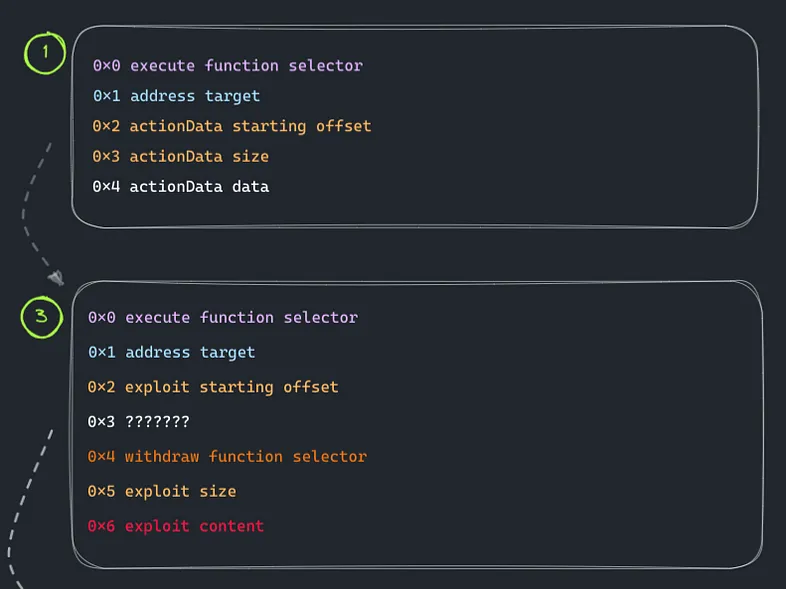 1
0×0 execute function selector
0×1 address target
0×2 actionData starting offset
0×3 actionData size
0×4 actionData data
3
0×0 execute function selector
0×1 address target
0×2 exploit starting offset
0×3 ???????
0×4 withdraw function selector
0×5 exploit size
0×6 exploit content